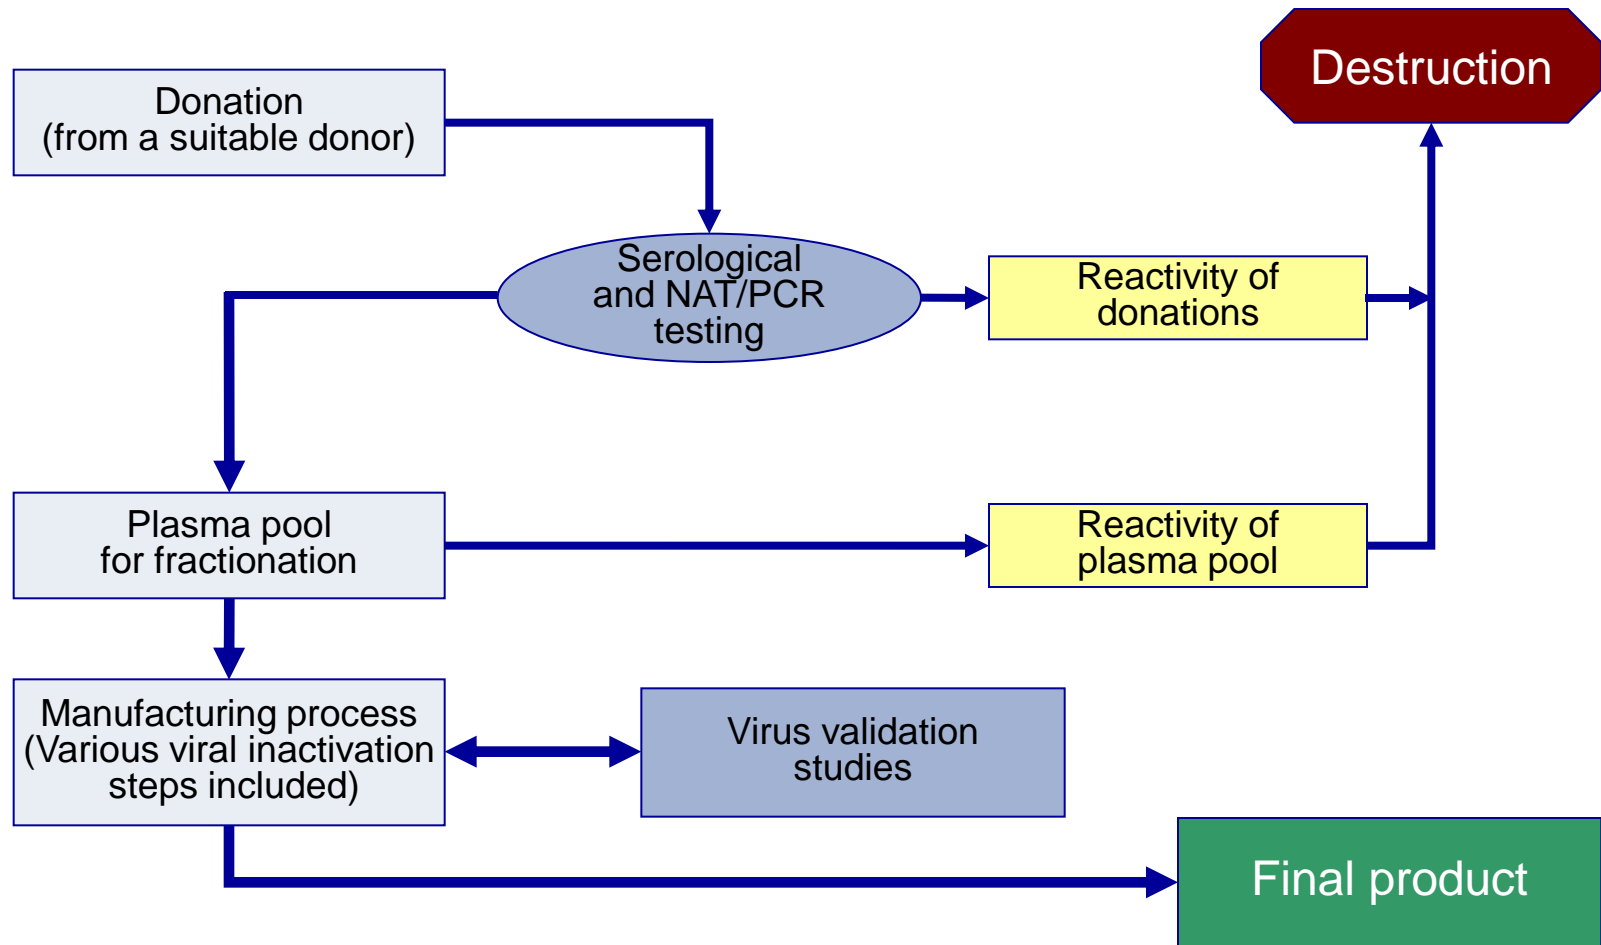 Destruction
Donation
(from a suitable donor)
Serological
and NAT/PCR
testing
Reactivity of
donations
Plasma pool
for fractionation
Reactivity of
plasma pool
Manufacturing process
(Various viral inactivation
steps included)
Virus validation
studies
Final product